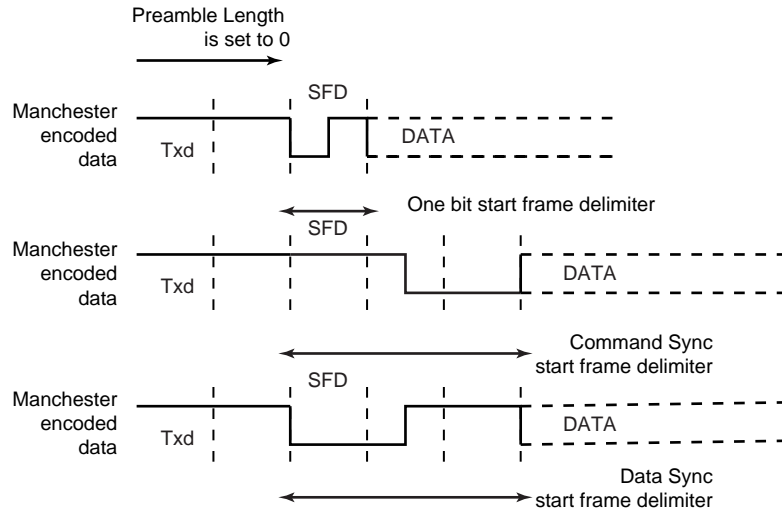 Preamble Length
is set to 0
SFD
Manchester
encoded
data
Txd
DATA
One bit start frame delimiter
SFD
Manchester
encoded
data
Txd
DATA
Command Sync
start frame delimiter
SFD
Manchester
encoded
data
Txd
DATA
Data Sync
start frame delimiter